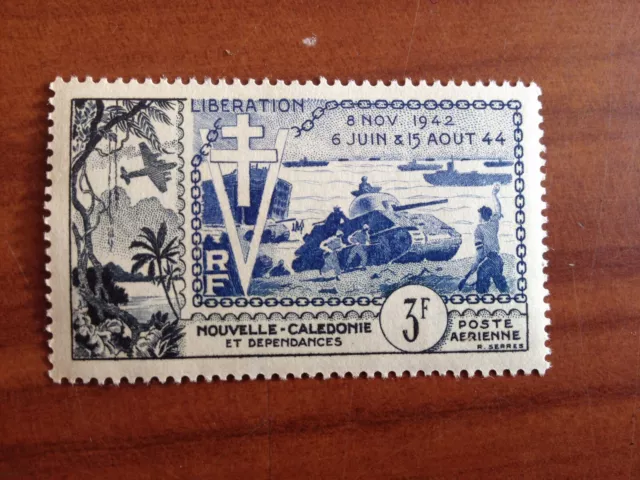 LIBERATION
8 NOV. 1942
6 JUIN & 15 AOUT 44
RF
NOUVELLE-CALEDONIE
ET DEPENDANCES
3F
POSTE
AERIENNE
R. SERRES